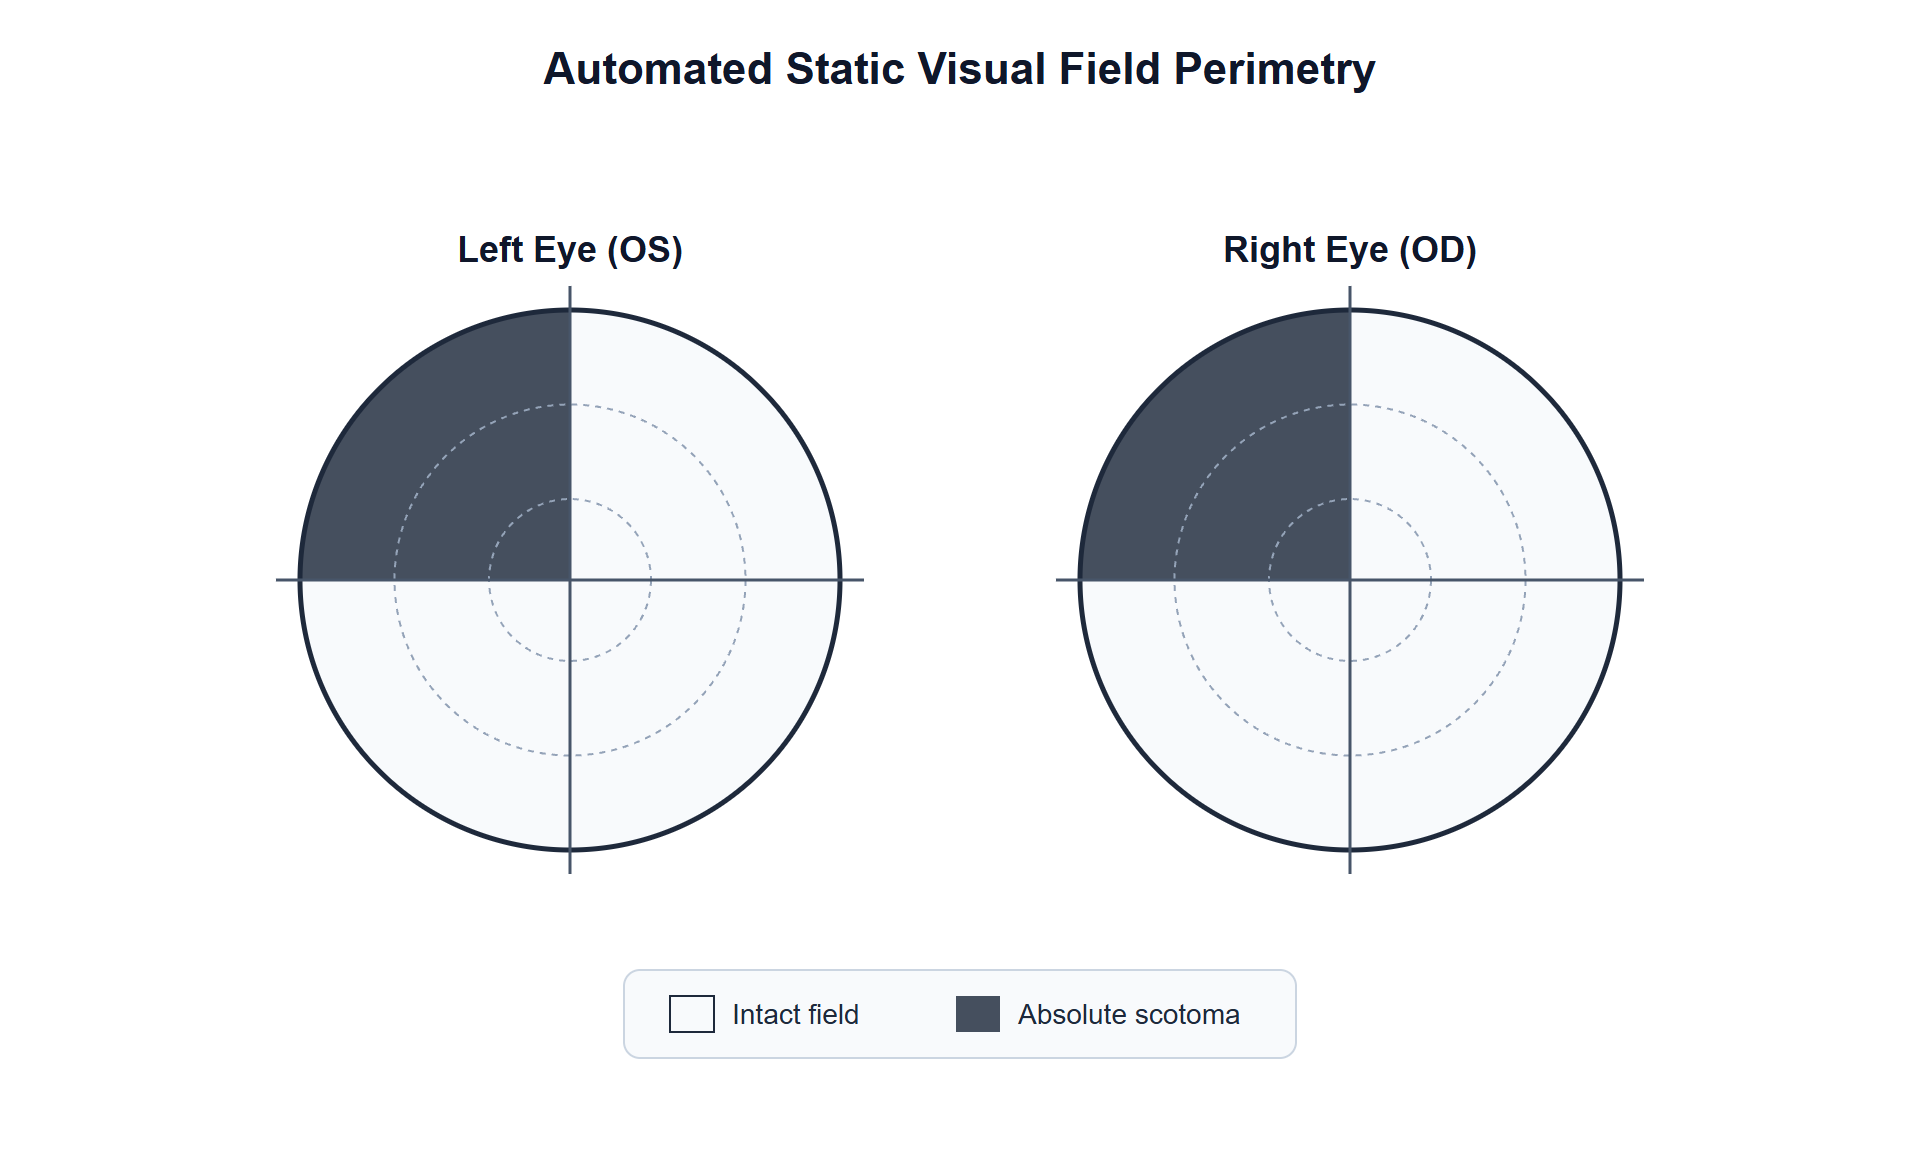 Automated Static Visual Field Perimetry
Left Eye (OS)
Right Eye (OD)
Intact field
Absolute scotoma